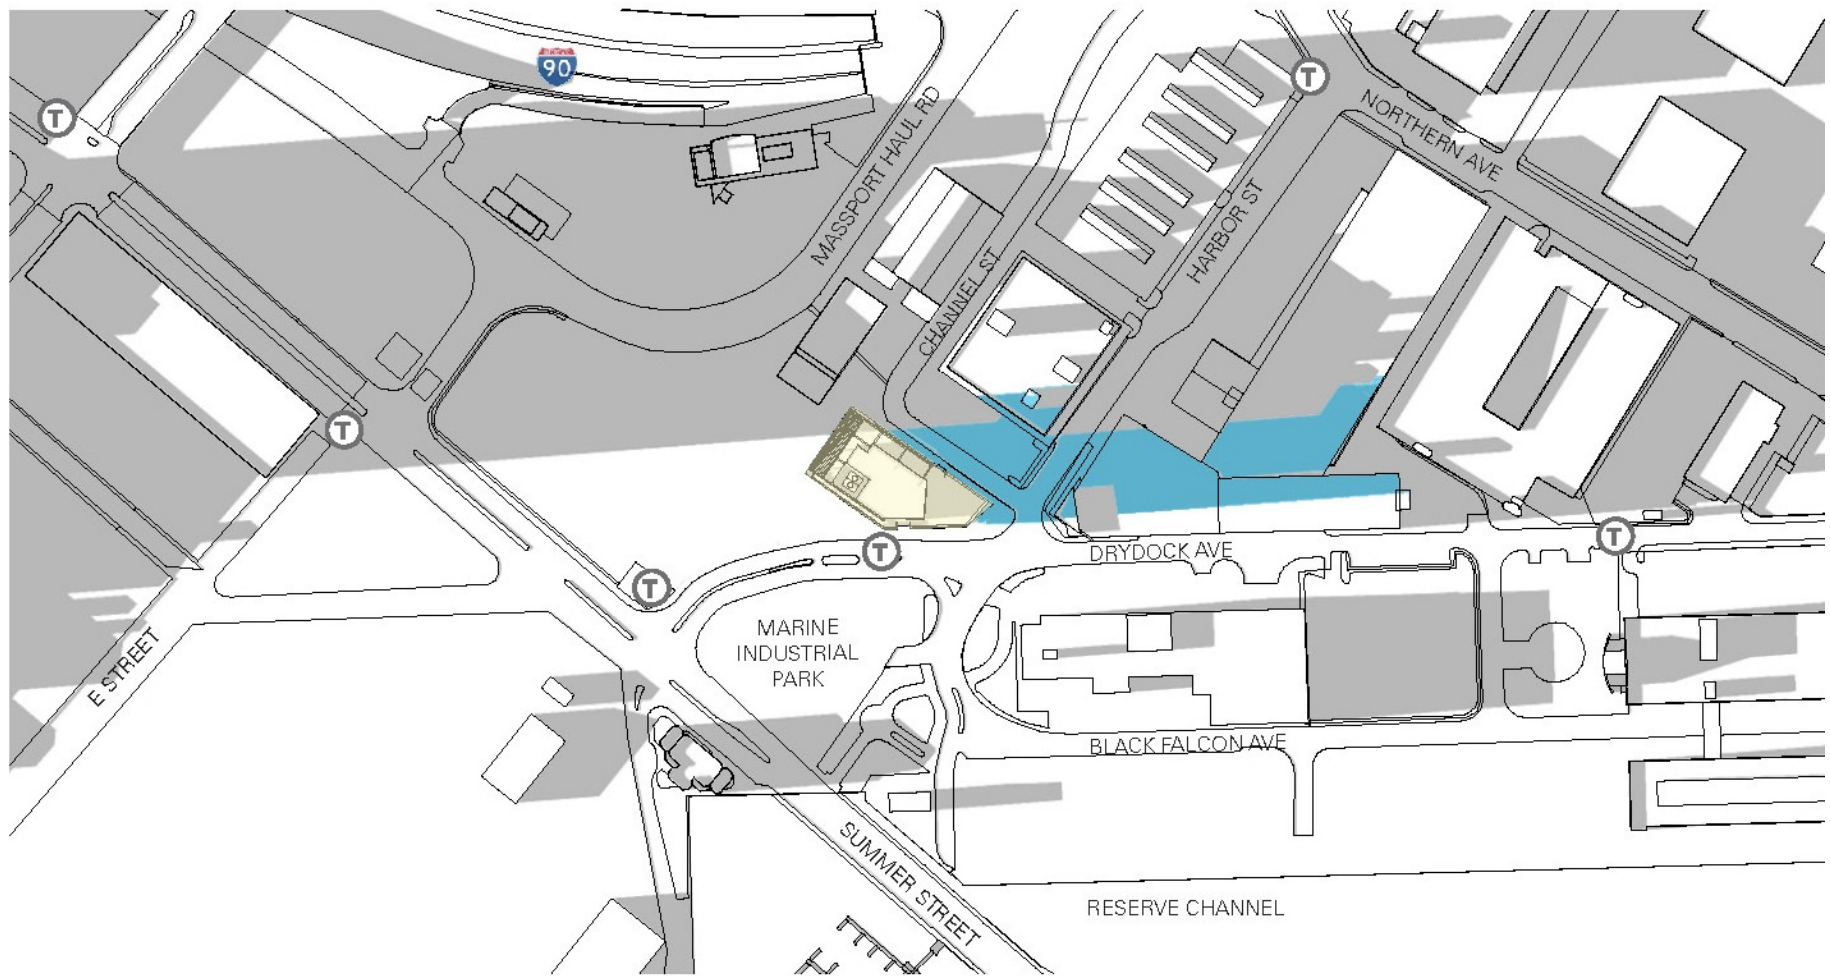 90
T
T
NORTHERN AVE
MASSPORT HAUL RD
HARBOR ST
CHANNEL ST
T
T
T
DRYDOCK AVE
T
MARINE
INDUSTRIAL
PARK
E STREET
BLACK FALCON AVE
SUMMER STREET
RESERVE CHANNEL